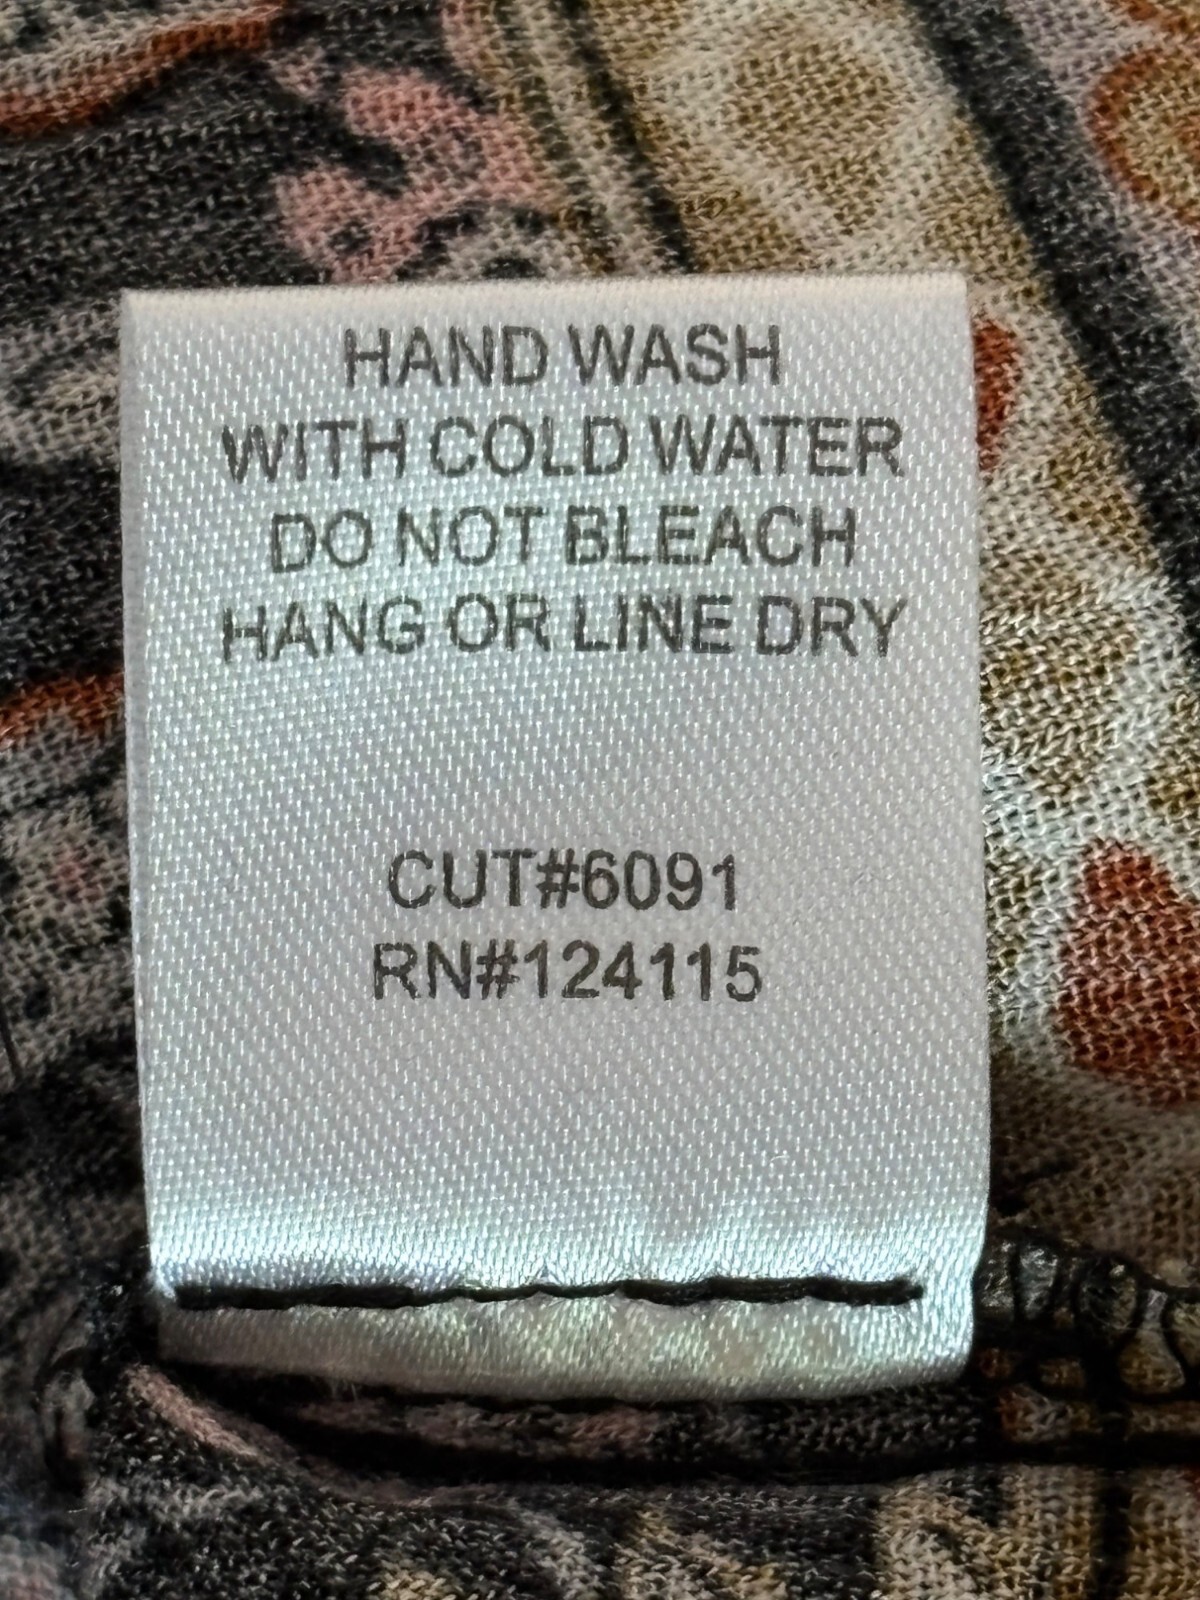 HAND WASH
WITH COLD WATER
DO NOT BLEACH
HANG OR LINE DRY
CUT#6091
RN#124115